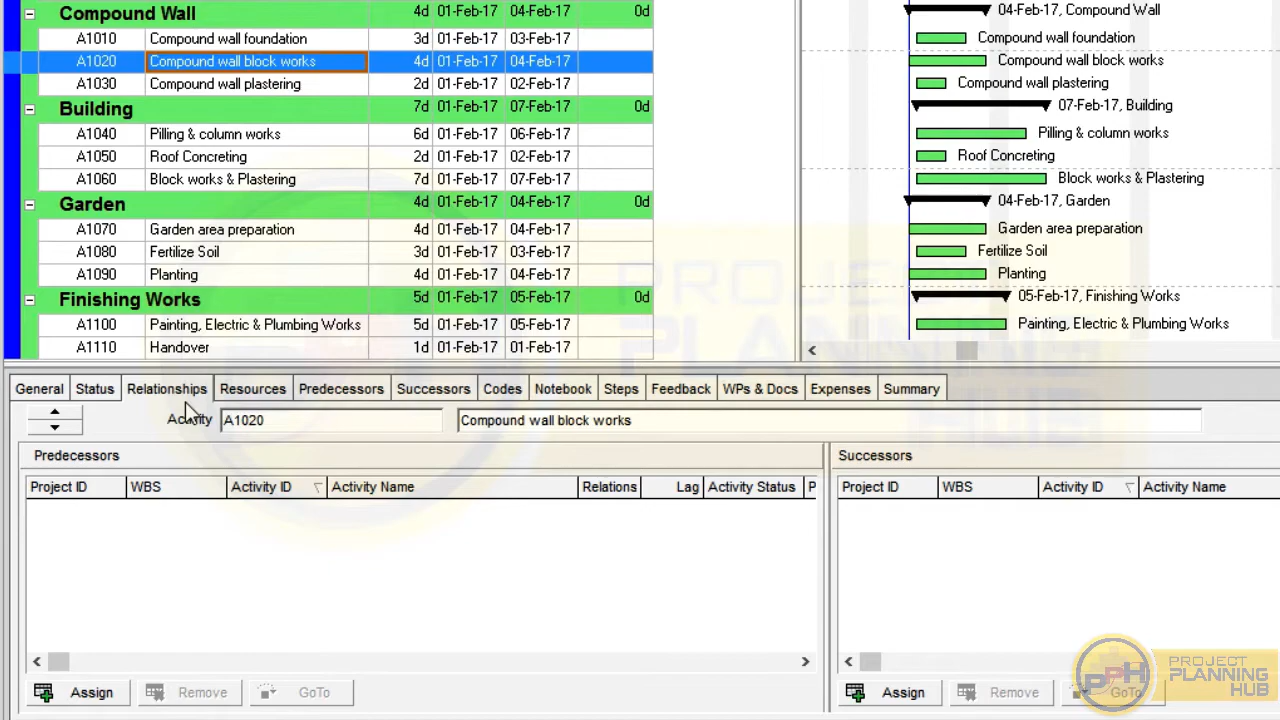 Compound Wall 4d 01-Feb-17 04-Feb-17 0d 04-Feb-17, Compound Wall
A1010 Compound wall foundation 3d 01-Feb-17 03-Feb-17 Compound wall foundation
A1020 Compound wall block works 4d 01-Feb-17 04-Feb-17 Compound wall block works
A1030 Compound wall plastering 2d 01-Feb-17 02-Feb-17 Compound wall plastering
Building 7d 01-Feb-17 07-Feb-17 0d 07-Feb-17, Building
A1040 Pilling & column works 6d 01-Feb-17 06-Feb-17 Pilling & column works
A1050 Roof Concreting 2d 01-Feb-17 02-Feb-17 Roof Concreting
A1060 Block works & Plastering 7d 01-Feb-17 07-Feb-17 Block works & Plastering
Garden 4d 01-Feb-17 04-Feb-17 0d 04-Feb-17, Garden
A1070 Garden area preparation 4d 01-Feb-17 04-Feb-17 Garden area preparation
A1080 Fertilize Soil 3d 01-Feb-17 03-Feb-17 Fertilize Soil
A1090 Planting 4d 01-Feb-17 04-Feb-17 Planting
Finishing Works 5d 01-Feb-17 05-Feb-17 0d 05-Feb-17, Finishing Works
A1100 Painting, Electric & Plumbing Works 5d 01-Feb-17 05-Feb-17 Painting, Electric & Plumbing Works
A1110 Handover 1d 01-Feb-17 01-Feb-17
PROJECT
PLANNING
HUB
General Status Relationships Resources Predecessors Successors Codes Notebook Steps Feedback WPs & Docs Expenses Summary
Activity A1020 Compound wall block works
Predecessors Successors
Project ID WBS Activity ID Activity Name Relations Lag Activity Status P Project ID WBS Activity ID Activity Name
Assign Remove GoTo Assign Remove GoTo
PPH
PROJECT
PLANNING
HUB